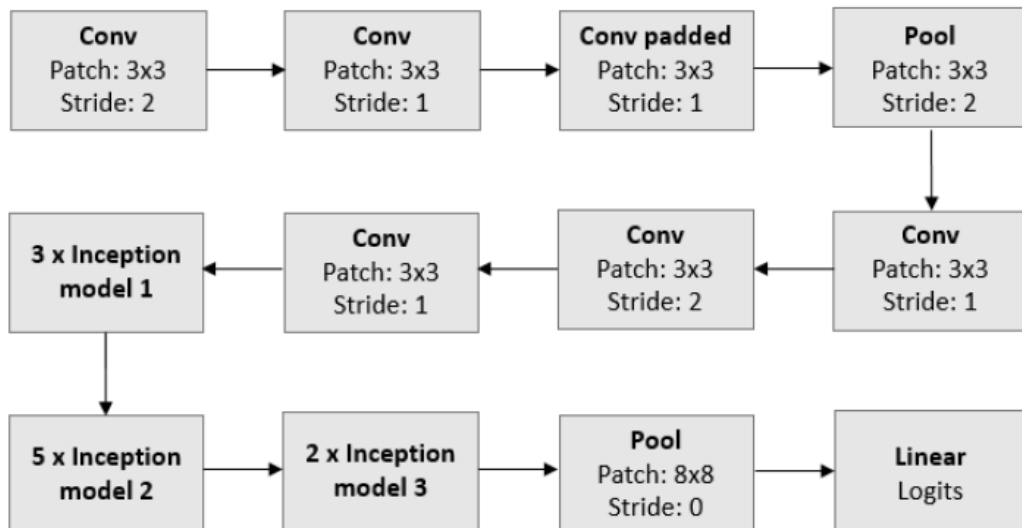 Conv
Patch: 3x3
Stride: 2
Conv
Patch: 3x3
Stride: 1
Conv padded
Patch: 3x3
Stride: 1
Pool
Patch: 3x3
Stride: 2
Conv
Patch: 3x3
Stride: 1
Conv
Patch: 3x3
Stride: 2
Conv
Patch: 3x3
Stride: 1
3 x Inception
model 1
5 x Inception
model 2
2 x Inception
model 3
Pool
Patch: 8x8
Stride: 0
Linear
Logits